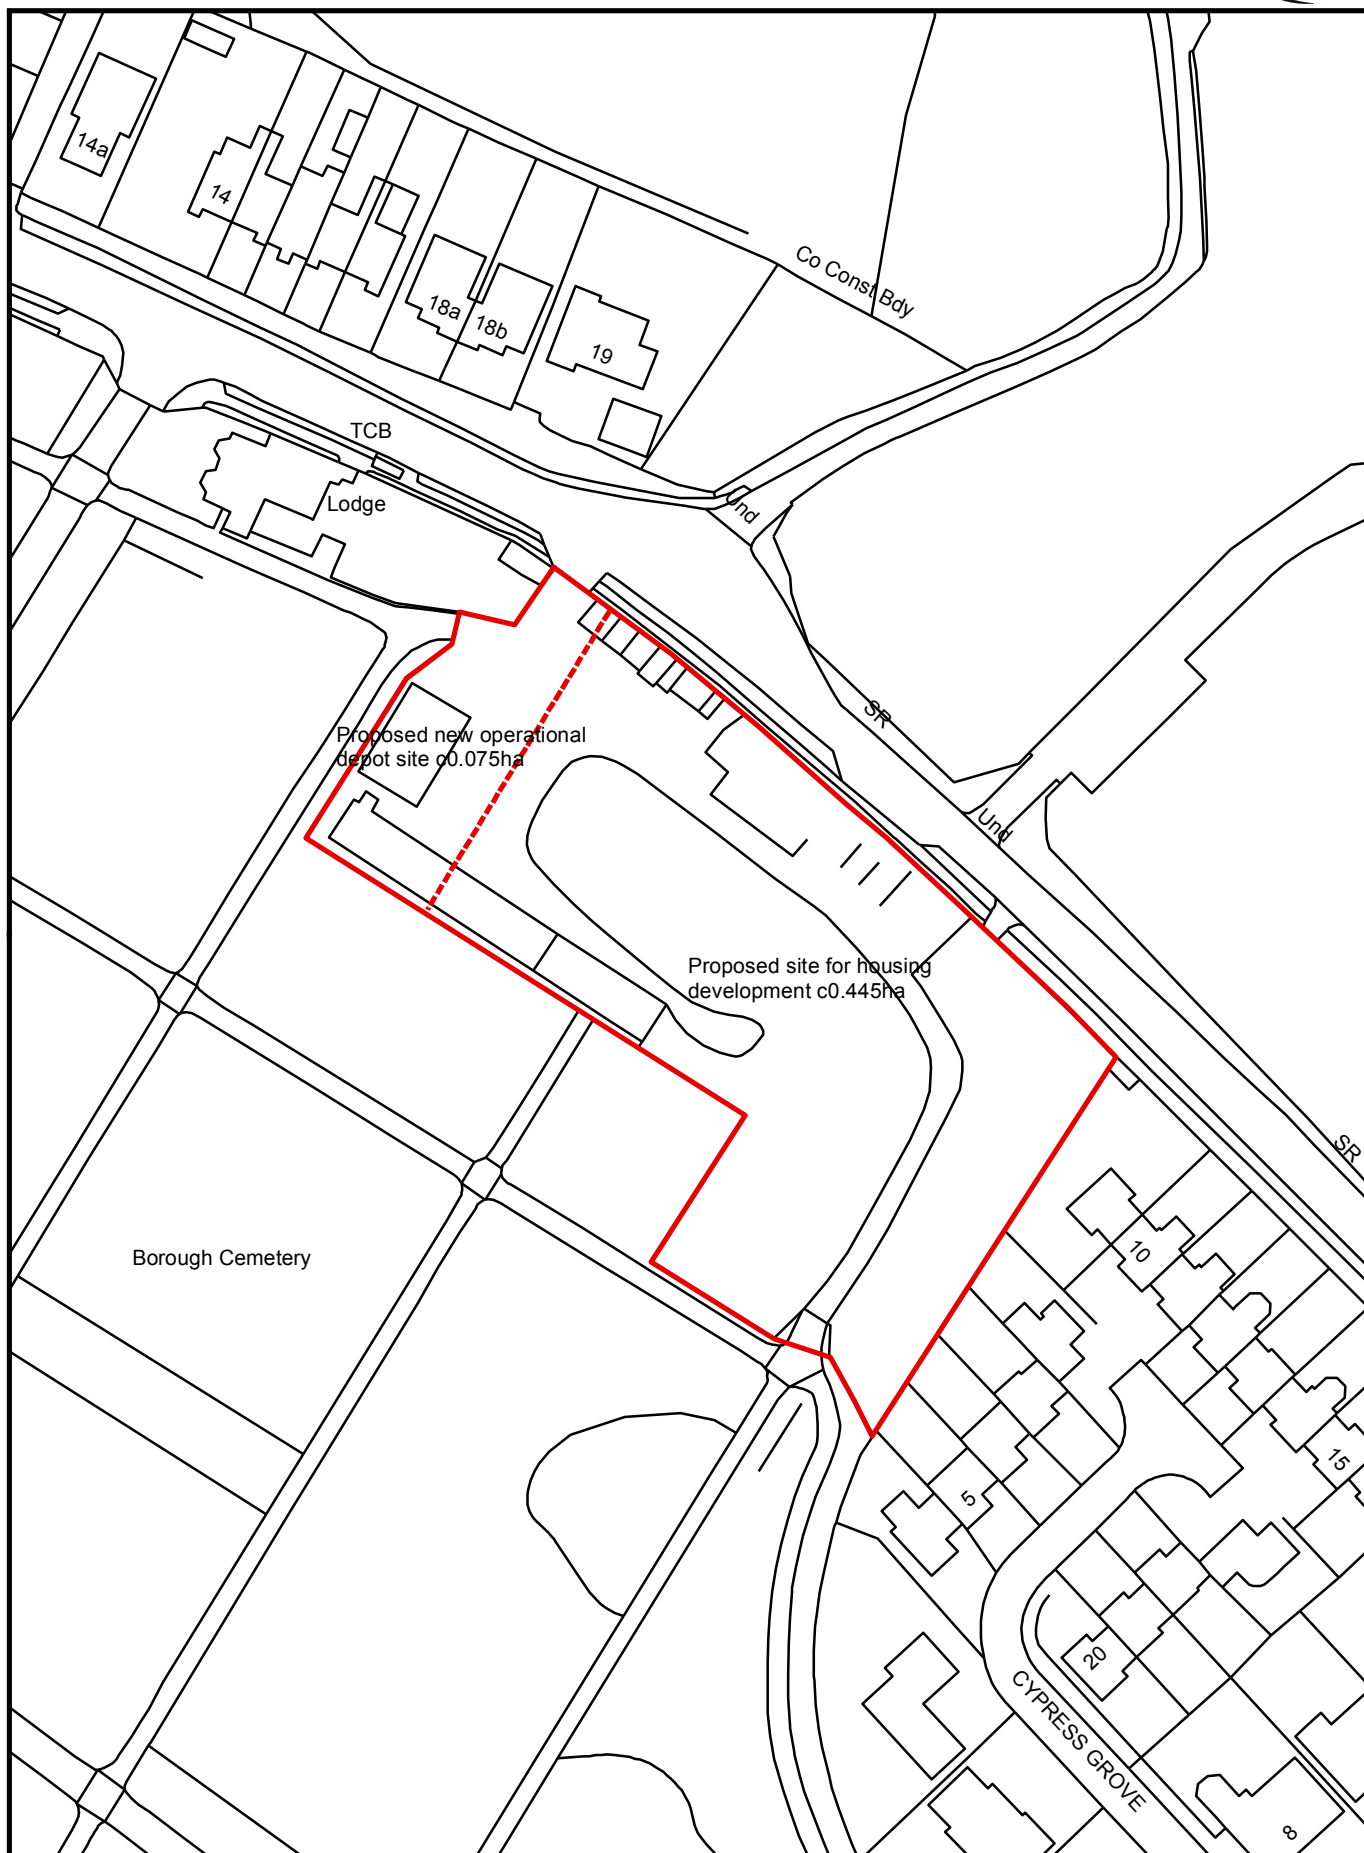 14a
14
Co Const Bdy
18a
18b
19
TCB
Lodge
Und
SR
Proposed new operational
depot site c0.075ha
Und
Proposed site for housing
development c0.445ha
SR
10
Borough Cemetery
15
5
20
CYPRESS GROVE
8